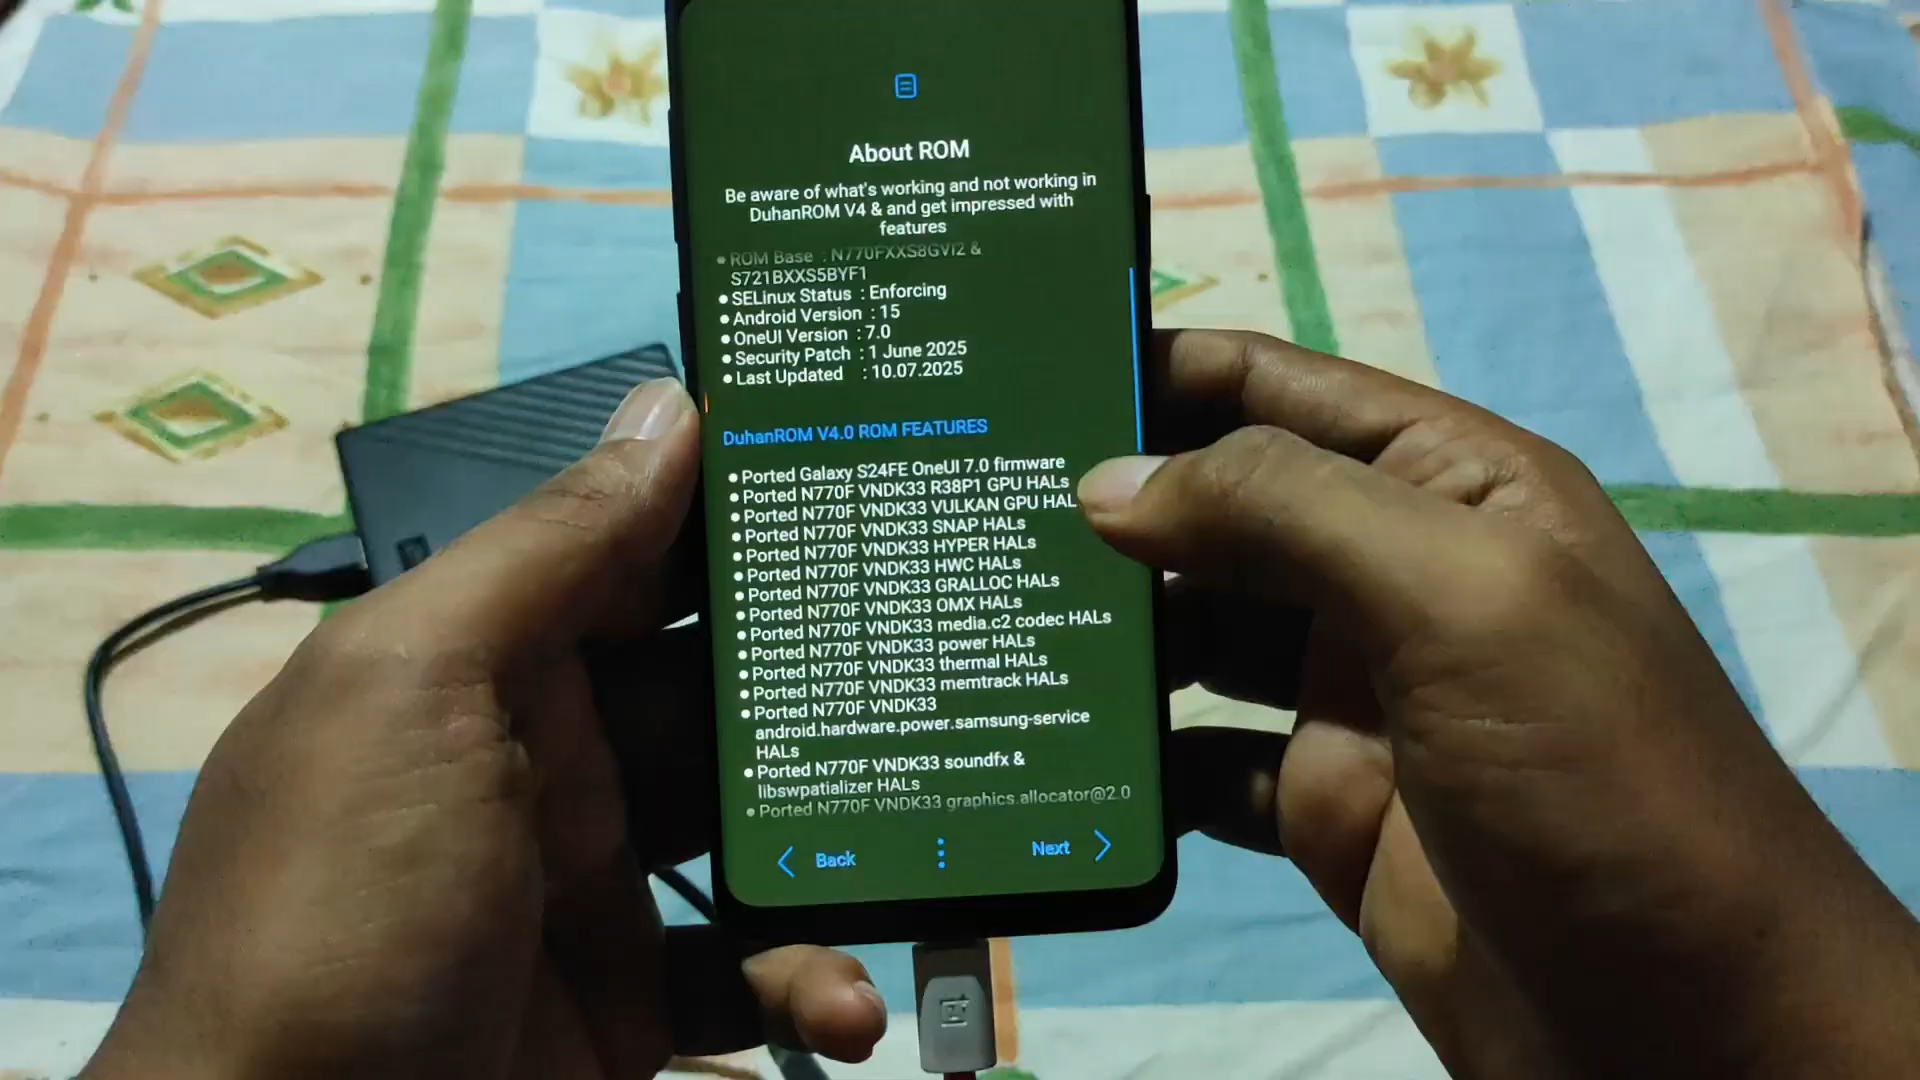 About ROM
Be aware of what's working and not working in
DuhanROM V4 & and get impressed with
features
● ROM Base : N770FXXS8GVI2 &
S721BXXS5BYF1
● SELinux Status : Enforcing
● Android Version : 15
● OneUI Version : 7.0
● Security Patch : 1 June 2025
● Last Updated : 10.07.2025
DuhanROM V4.0 ROM FEATURES
● Ported Galaxy S24FE OneUI 7.0 firmware
● Ported N770F VNDK33 R38P1 GPU HALs
● Ported N770F VNDK33 VULKAN GPU HAL
● Ported N770F VNDK33 SNAP HALs
● Ported N770F VNDK33 HYPER HALs
● Ported N770F VNDK33 HWC HALs
● Ported N770F VNDK33 GRALLOC HALs
● Ported N770F VNDK33 OMX HALs
● Ported N770F VNDK33 media.c2 codec HALs
● Ported N770F VNDK33 power HALs
● Ported N770F VNDK33 thermal HALs
● Ported N770F VNDK33 memtrack HALs
● Ported N770F VNDK33
android.hardware.power.samsung-service
HALs
● Ported N770F VNDK33 soundfx &
libswpatializer HALs
● Ported N770F VNDK33 graphics.allocator@2.0
Back
Next